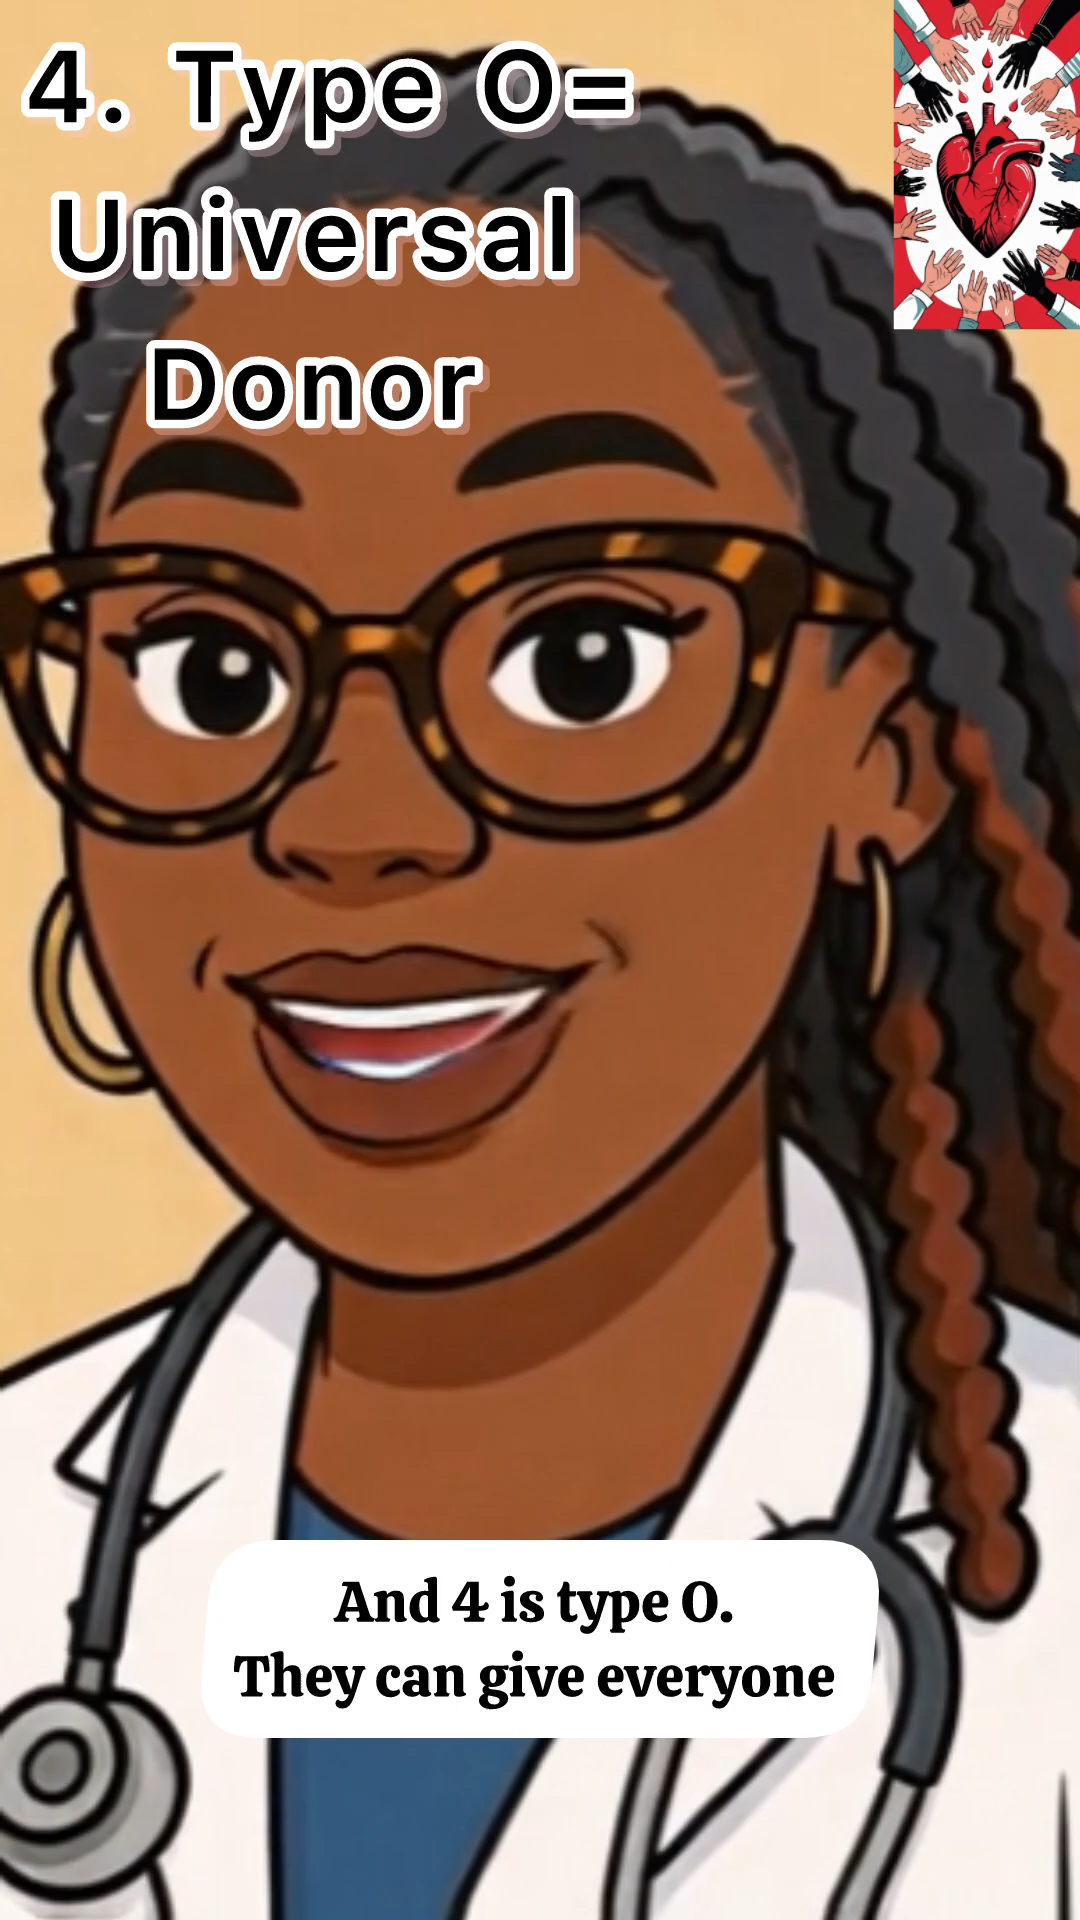 4. Type O=
Universal
Donor
And 4 is type O.
They can give everyone